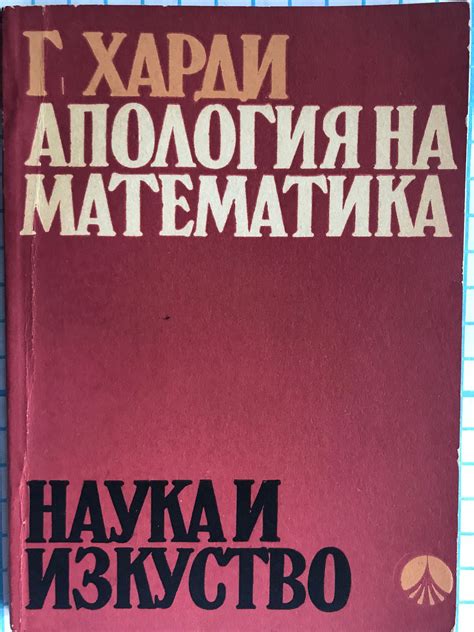 Г ХАРДИ
АПОЛОГИЯ НА
МАТЕМАТИКА
НАУКА И
ИЗКУСТВО